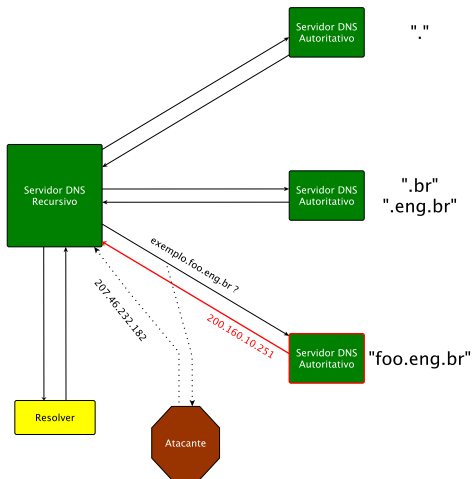 Servidor DNS
Autoritativo
"."
Servidor DNS
Recursivo
Servidor DNS
Autoritativo
".br"
".eng.br"
exemplo.foo.eng.br ?
207.46.232.182
200.160.10.251
Servidor DNS
Autoritativo
"foo.eng.br"
Resolver
Atacante